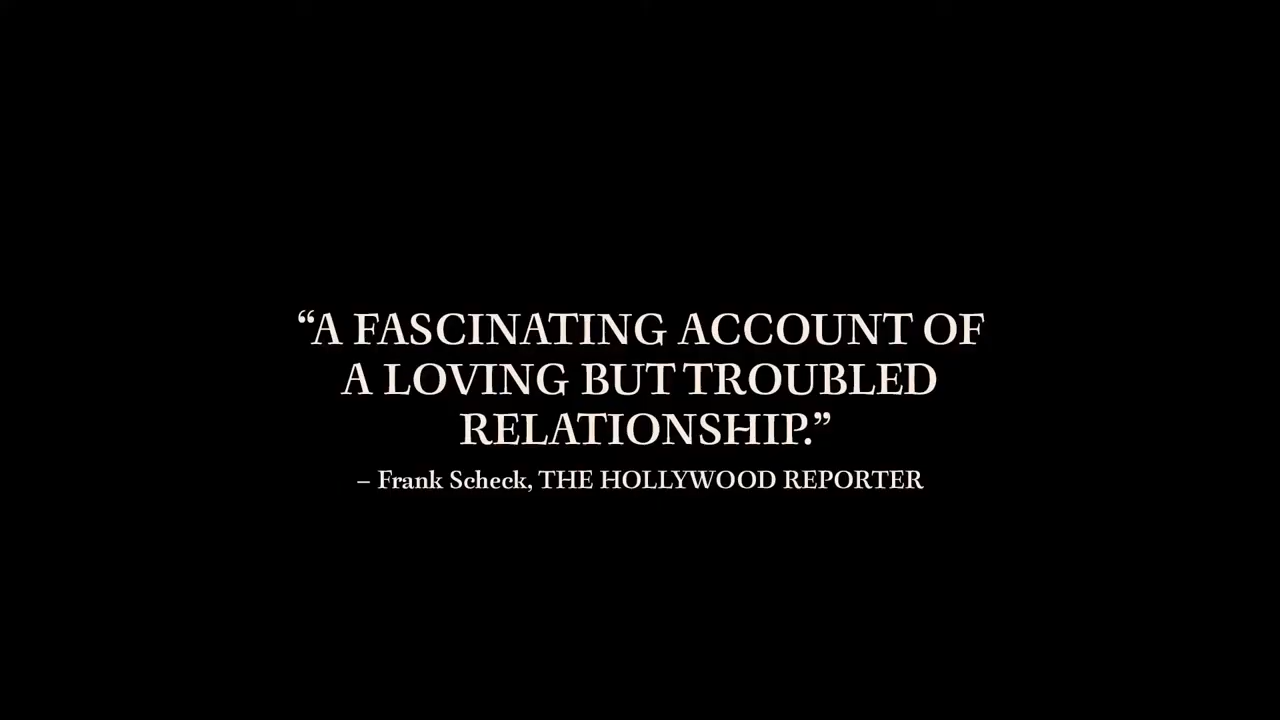 “A FASCINATING ACCOUNT OF
A LOVING BUT TROUBLED
RELATIONSHIP.”
– Frank Scheck, THE HOLLYWOOD REPORTER